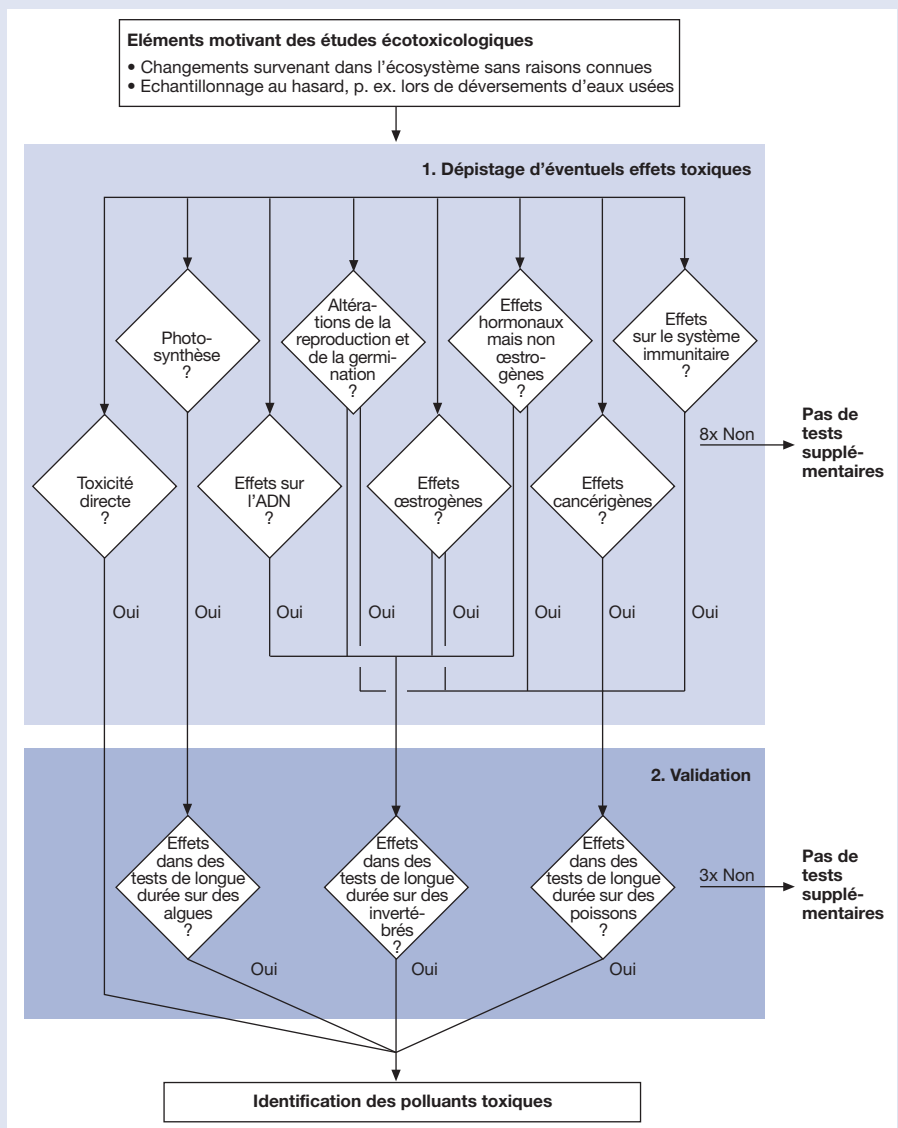 Eléments motivant des études écotoxicologiques
• Changements survenant dans l'écosystème sans raisons connues
• Echantillonnage au hasard, p. ex. lors de déversements d'eaux usées
1. Dépistage d'éventuels effets toxiques
Photo-
synthèse
?
Altéra-
tions de la
reproduction et
de la germi-
nation
?
Effets
hormonaux
mais non
œstro-
gènes ?
Effets
sur le système
immunitaire
?
Toxicité
directe
?
Effets sur
l'ADN
?
Effets
œstrogènes
?
Effets
cancérigènes
?
8x Non
Pas de
tests
supplé-
mentaires
Oui
Oui
Oui
Oui
Oui
Oui
Oui
Oui
2. Validation
Effets
dans des
tests de longue
durée sur des
algues
?
Effets
dans des
tests de longue
durée sur des
inverté-
brés
?
Effets
dans des
tests de longue
durée sur des
poissons
?
3x Non
Pas de
tests
supplé-
mentaires
Oui
Oui
Oui
Identification des polluants toxiques